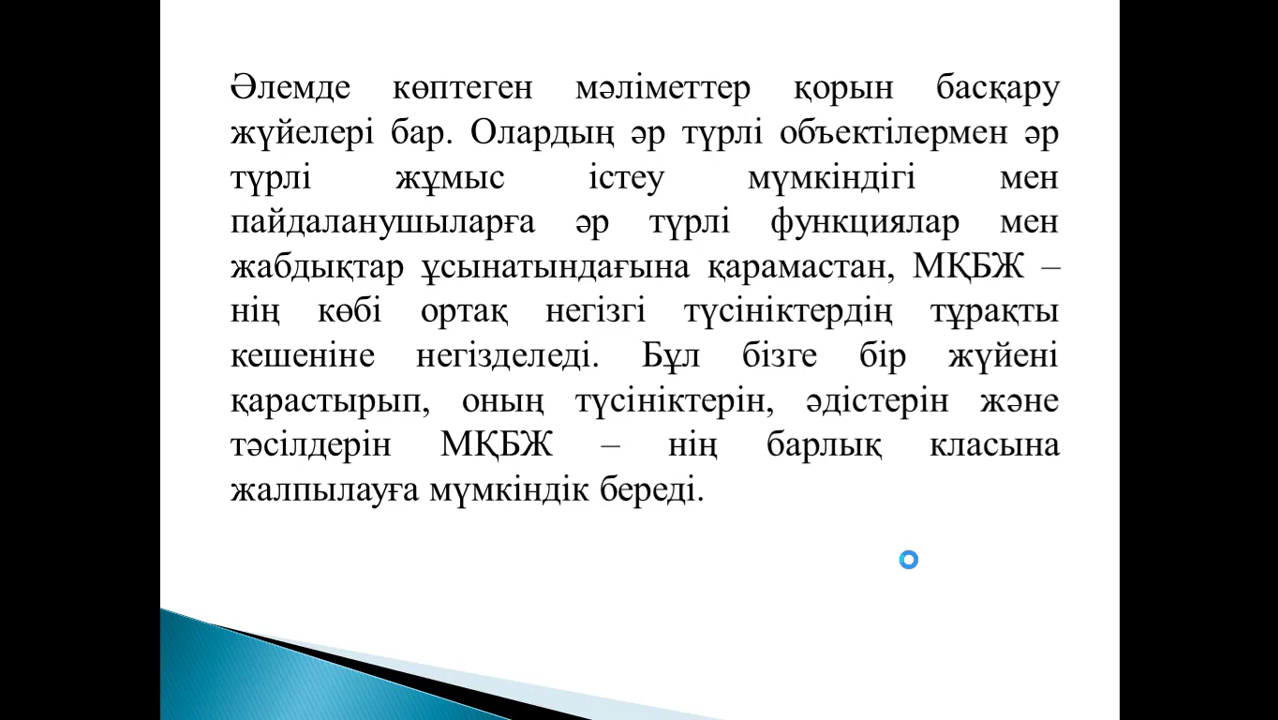 Әлемде көптеген мәліметтер қорын басқару
жүйелері бар. Олардың әр түрлі объектілермен әр
түрлі жұмыс істеу мүмкіндігі мен
пайдаланушыларға әр түрлі функциялар мен
жабдықтар ұсынатындағына қарамастан, МҚБЖ –
нің көбі ортақ негізгі түсініктердің тұрақты
кешеніне негізделеді. Бұл бізге бір жүйені
қарастырып, оның түсініктерін, әдістерін және
тәсілдерін МҚБЖ – нің барлық класына
жалпылауға мүмкіндік береді.